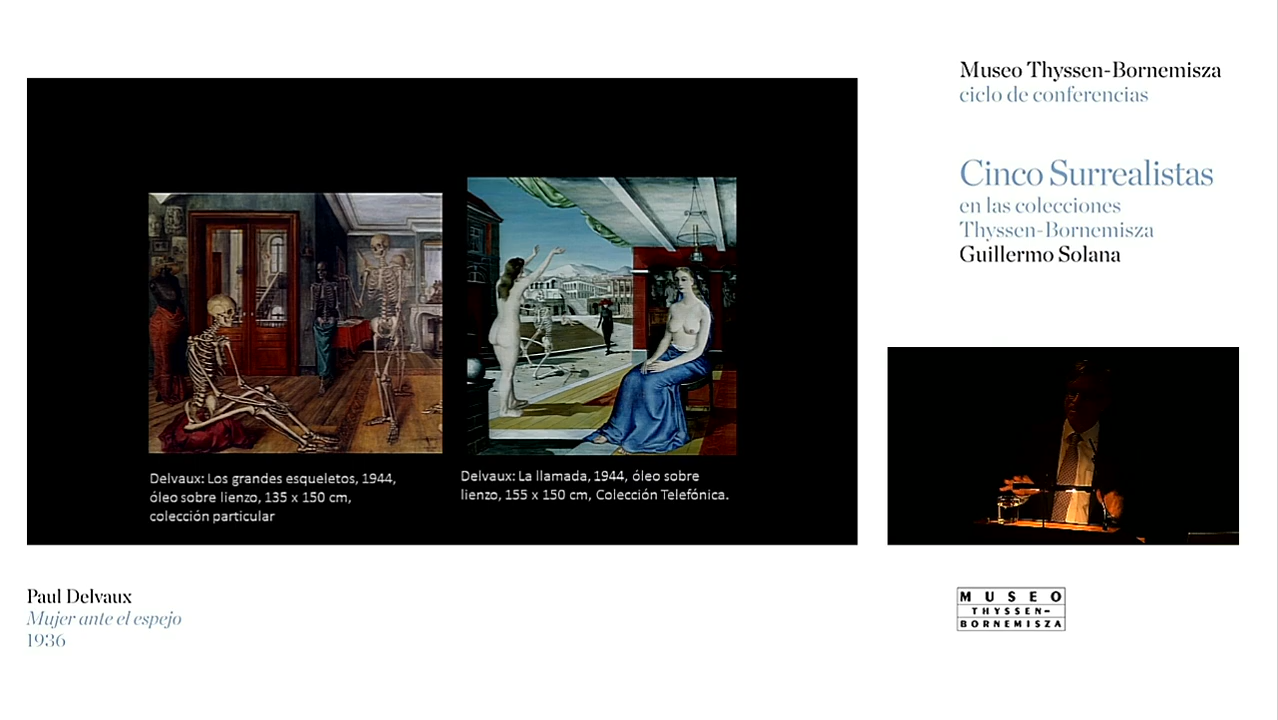 Museo Thyssen-Bornemisza
ciclo de conferencias
Cinco Surrealistas
en las colecciones
Thyssen-Bornemisza
Guillermo Solana
Delvaux: Los grandes esqueletos, 1944,
óleo sobre lienzo, 135 x 150 cm,
colección particular
Delvaux: La llamada, 1944, óleo sobre
lienzo, 155 x 150 cm, Colección Telefónica.
Paul Delvaux
Mujer ante el espejo
1936
MUSEO
THYSSEN-
BORNEMISZA